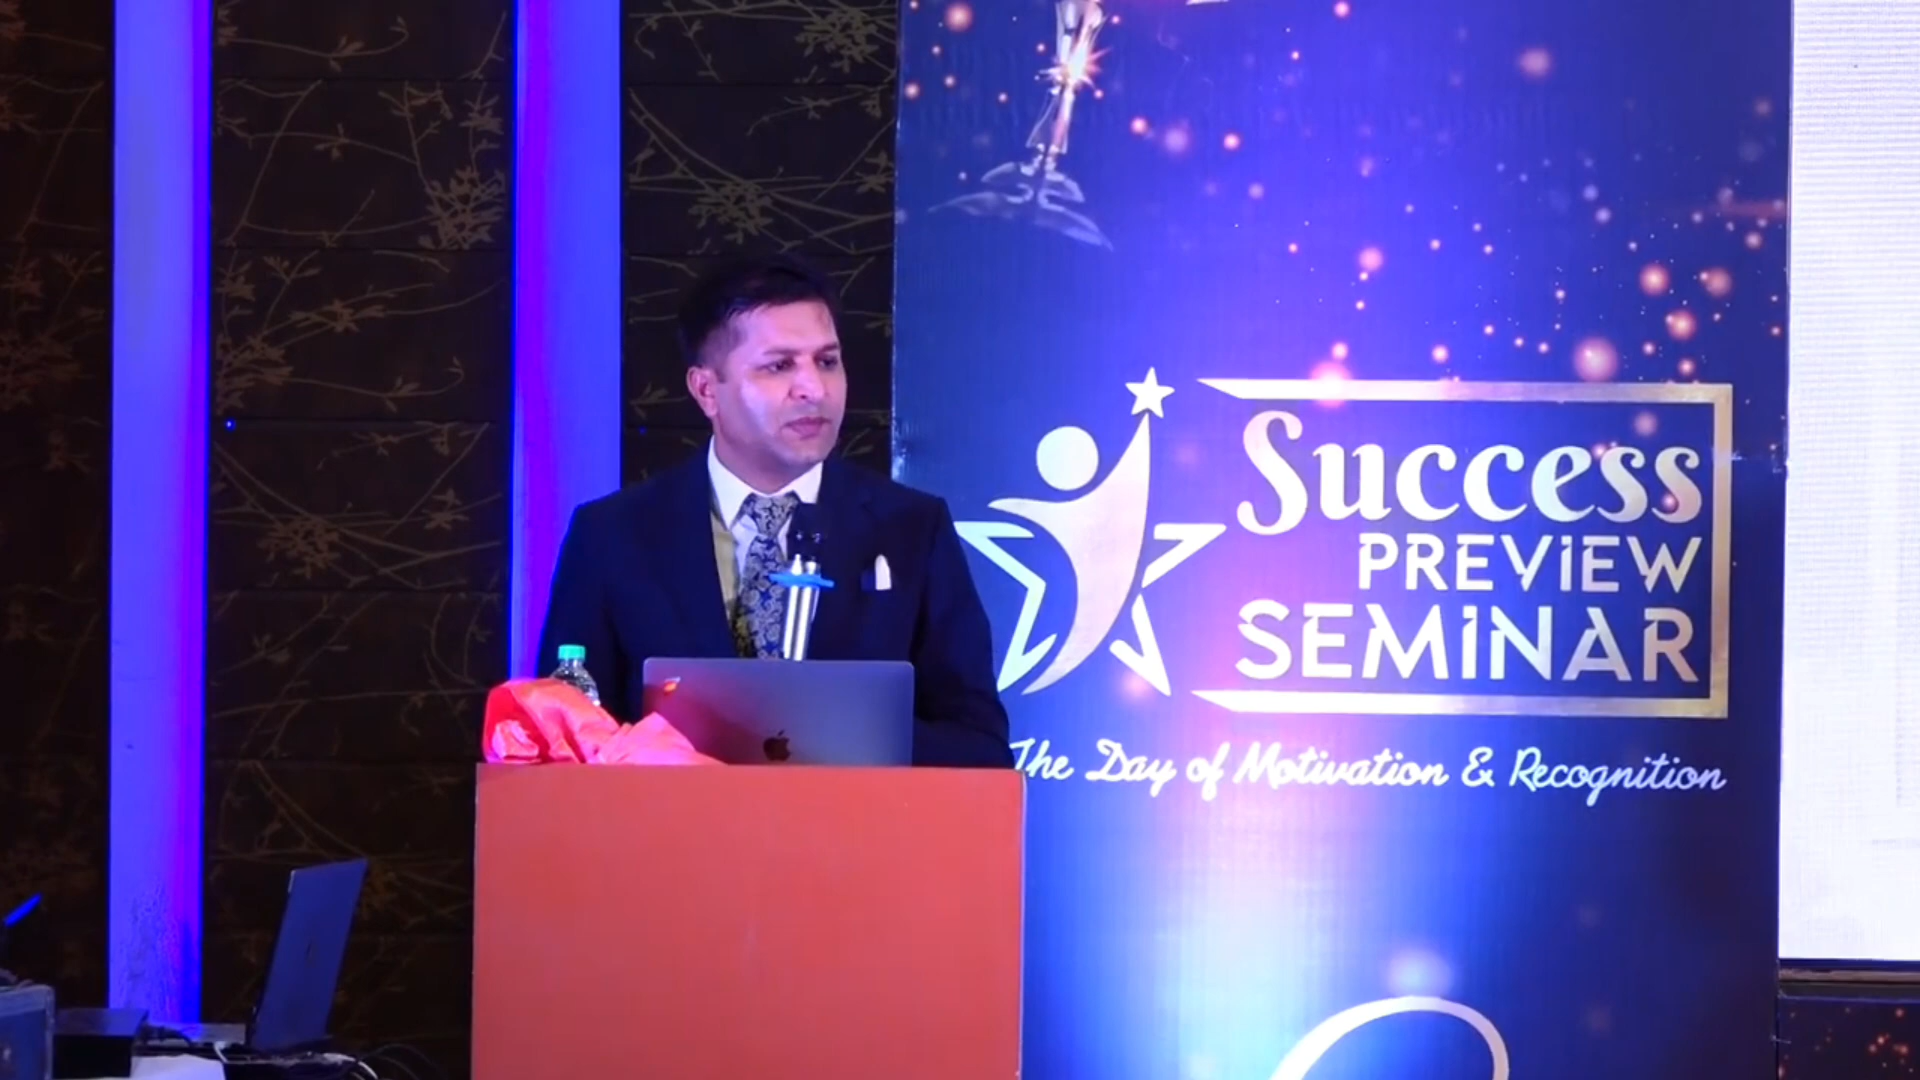 Success
PREVIEW
SEMINAR
The Day of Motivation & Recognition